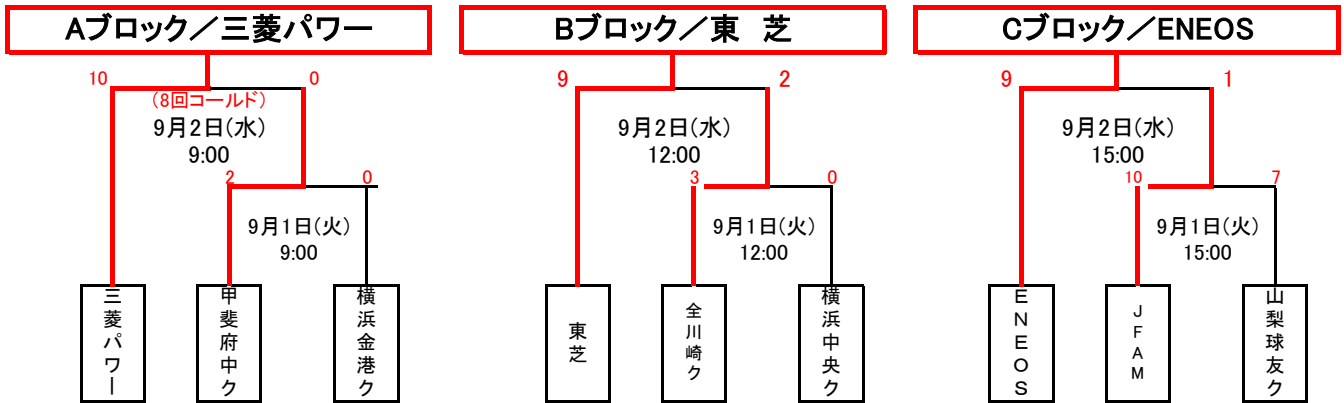 Aブロック／三菱パワー
10
0
(8回コールド)
9月2日(水)
9:00
2
0
9月1日(火)
9:00
三菱パワー
甲斐府中ク
横浜金港ク
Bブロック／東　芝
9
2
9月2日(水)
12:00
3
0
9月1日(火)
12:00
東芝
全川崎ク
横浜中央ク
Cブロック／ENEOS
9
1
9月2日(水)
15:00
10
7
9月1日(火)
15:00
ENEOS
JFAM
山梨球友ク